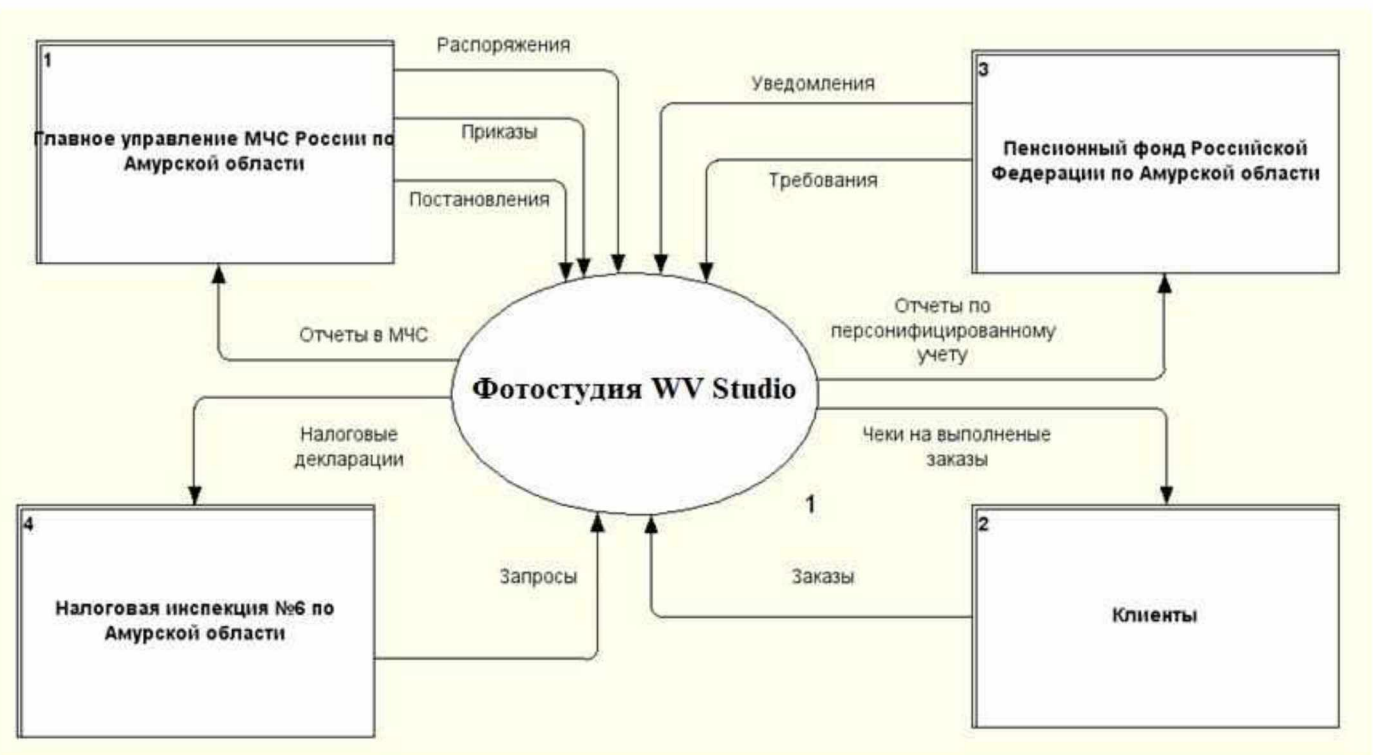 1
Главное управление МЧС России по
Амурской области
Распоряжения
Приказы
Постановления
Уведомления
Требования
3
Пенсионный фонд Российской
Федерации по Амурской области
Отчеты в МЧС
Отчеты по
персонифицированному
учету
Фотостудия WV Studio
Налоговые
декларации
Чеки на выполненые
заказы
1
4
Налоговая инспекция №6 по
Амурской области
Запросы
Заказы
2
Клиенты